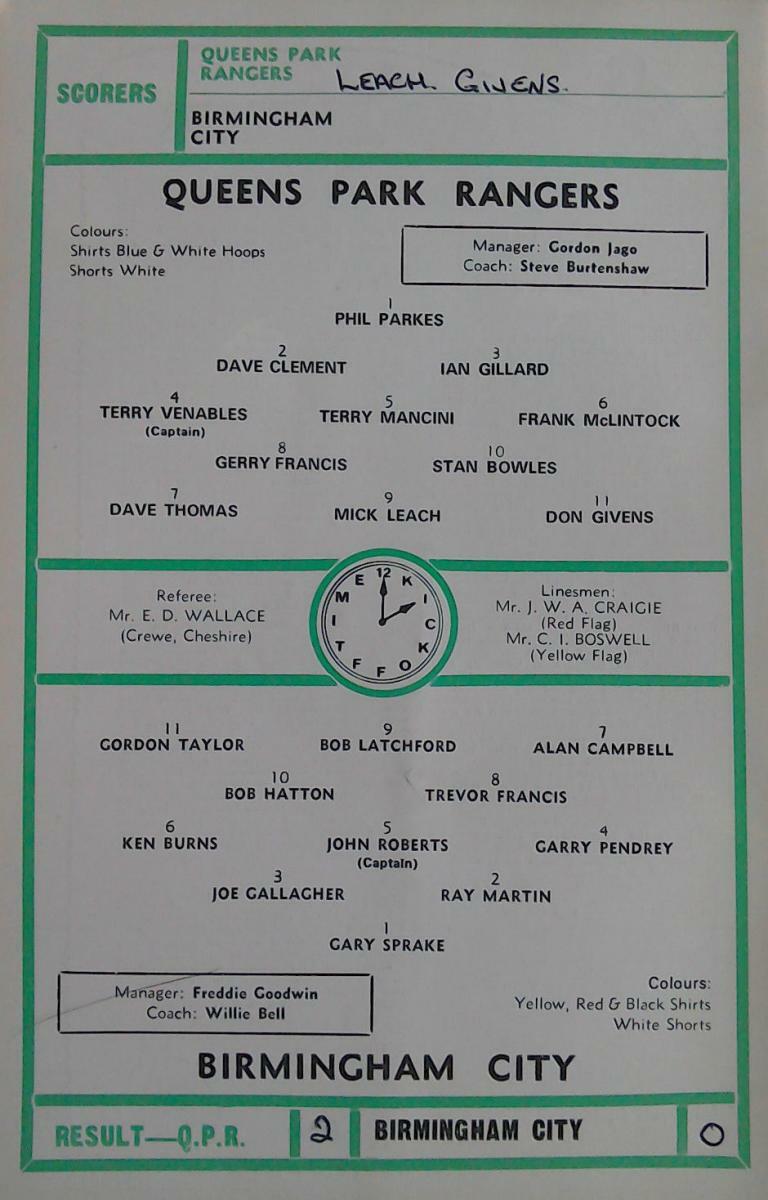 SCORERS
QUEENS PARK
RANGERS LEACH. GIVENS.
BIRMINGHAM
CITY
QUEENS PARK RANGERS
Colours:
Shirts Blue & White Hoops
Shorts White
Manager: Gordon Jago
Coach: Steve Burtenshaw
1
PHIL PARKES
2 3
DAVE CLEMENT IAN GILLARD
4 5 6
TERRY VENABLES TERRY MANCINI FRANK McLINTOCK
(Captain)
8 10
GERRY FRANCIS STAN BOWLES
7 9 11
DAVE THOMAS MICK LEACH DON GIVENS
Referee:
Mr. E. D. WALLACE
(Crewe, Cheshire)
12
KICK OFF TIME
Linesmen:
Mr. J. W. A. CRAIGIE
(Red Flag)
Mr. C. I. BOSWELL
(Yellow Flag)
11 9 7
GORDON TAYLOR BOB LATCHFORD ALAN CAMPBELL
10 8
BOB HATTON TREVOR FRANCIS
6 5 4
KEN BURNS JOHN ROBERTS GARRY PENDREY
(Captain)
3 2
JOE GALLAGHER RAY MARTIN
1
GARY SPRAKE
Manager: Freddie Goodwin
Coach: Willie Bell
Colours:
Yellow, Red & Black Shirts
White Shorts
BIRMINGHAM CITY
RESULT—Q.P.R. 2 BIRMINGHAM CITY 0